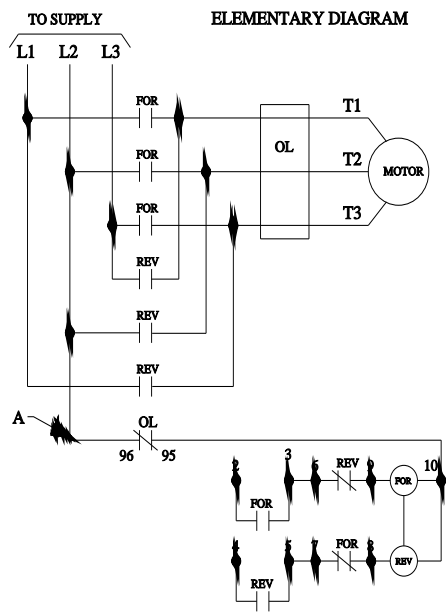 TO SUPPLY
ELEMENTARY DIAGRAM
L1 L2 L3
FOR
T1
OL
FOR
T2
MOTOR
FOR
T3
REV
REV
REV
A
OL
96 95
2 3 6 REV 9 FOR 10
FOR
4 5 7 FOR 8 REV
REV